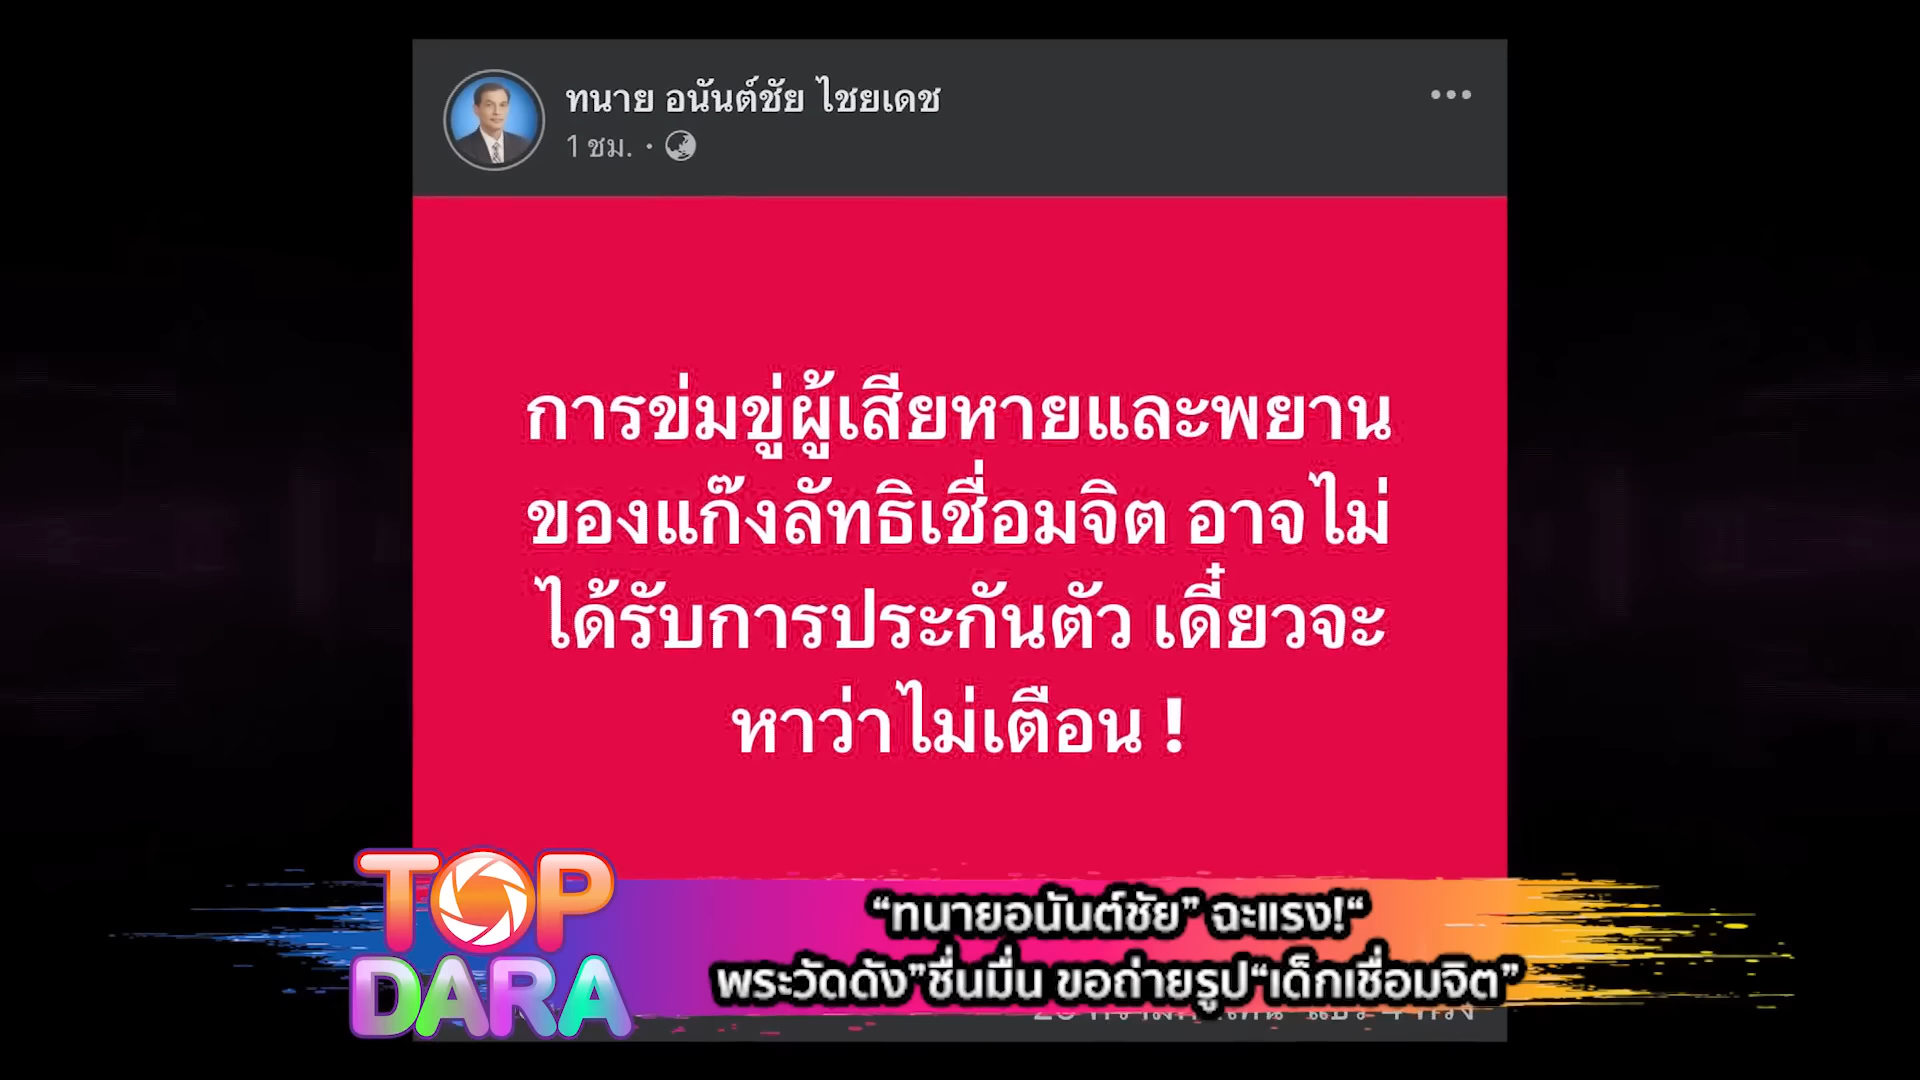 ทนาย อนันต์ชัย ไชยเดช
1 ชม. ·
การข่มขู่ผู้เสียหายและพยาน
ของแก๊งลัทธิเชื่อมจิต อาจไม่
ได้รับการประกันตัว เดี๋ยวจะ
หาว่าไม่เตือน !
TOP
DARA
“ทนายอนันต์ชัย” ฉะแรง!“
พระวัดดัง”ชื่นมื่น ขอถ่ายรูป“เด็กเชื่อมจิต”